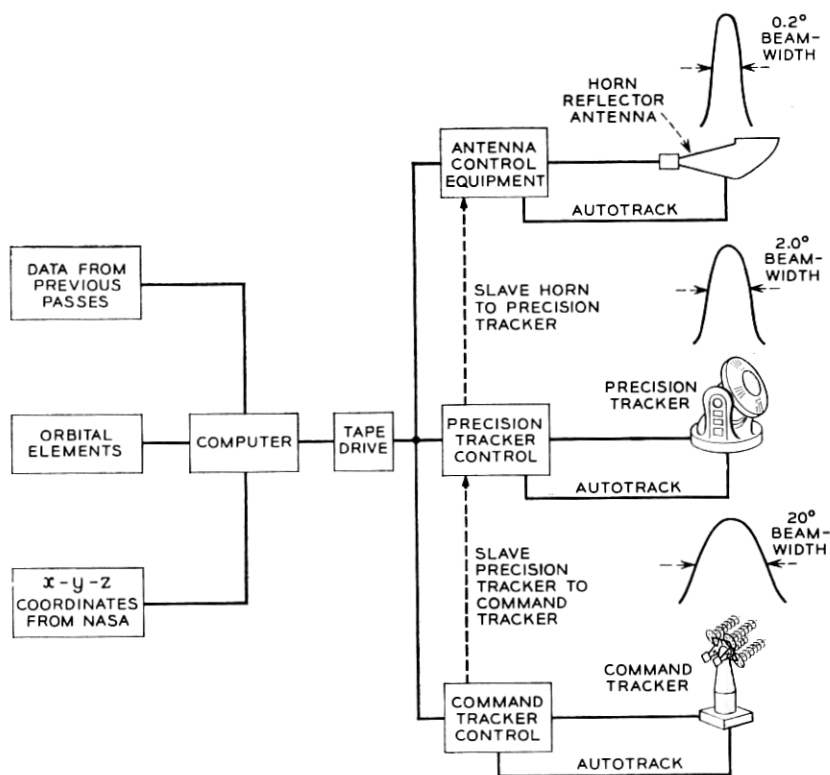 0.2°
BEAM-
WIDTH
HORN
REFLECTOR
ANTENNA
ANTENNA
CONTROL
EQUIPMENT
AUTOTRACK
DATA FROM
PREVIOUS
PASSES
SLAVE HORN
TO PRECISION
TRACKER
2.0°
BEAM-
WIDTH
PRECISION
TRACKER
ORBITAL
ELEMENTS
COMPUTER
TAPE
DRIVE
PRECISION
TRACKER
CONTROL
AUTOTRACK
x-y-z
COORDINATES
FROM NASA
SLAVE
PRECISION
TRACKER TO
COMMAND
TRACKER
20°
BEAM-
WIDTH
COMMAND
TRACKER
COMMAND
TRACKER
CONTROL
AUTOTRACK